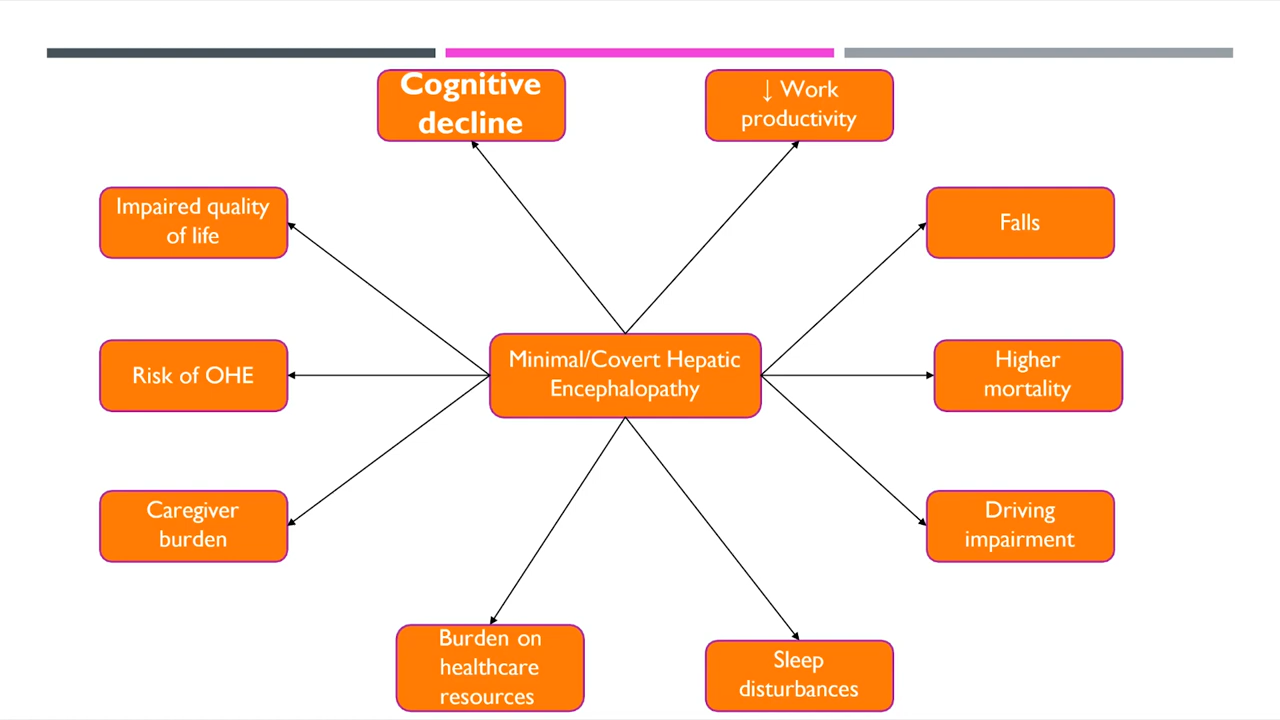 Cognitive
decline
↓ Work
productivity
Impaired quality
of life
Falls
Minimal/Covert Hepatic
Encephalopathy
Risk of OHE
Higher
mortality
Caregiver
burden
Driving
impairment
Burden on
healthcare
resources
Sleep
disturbances